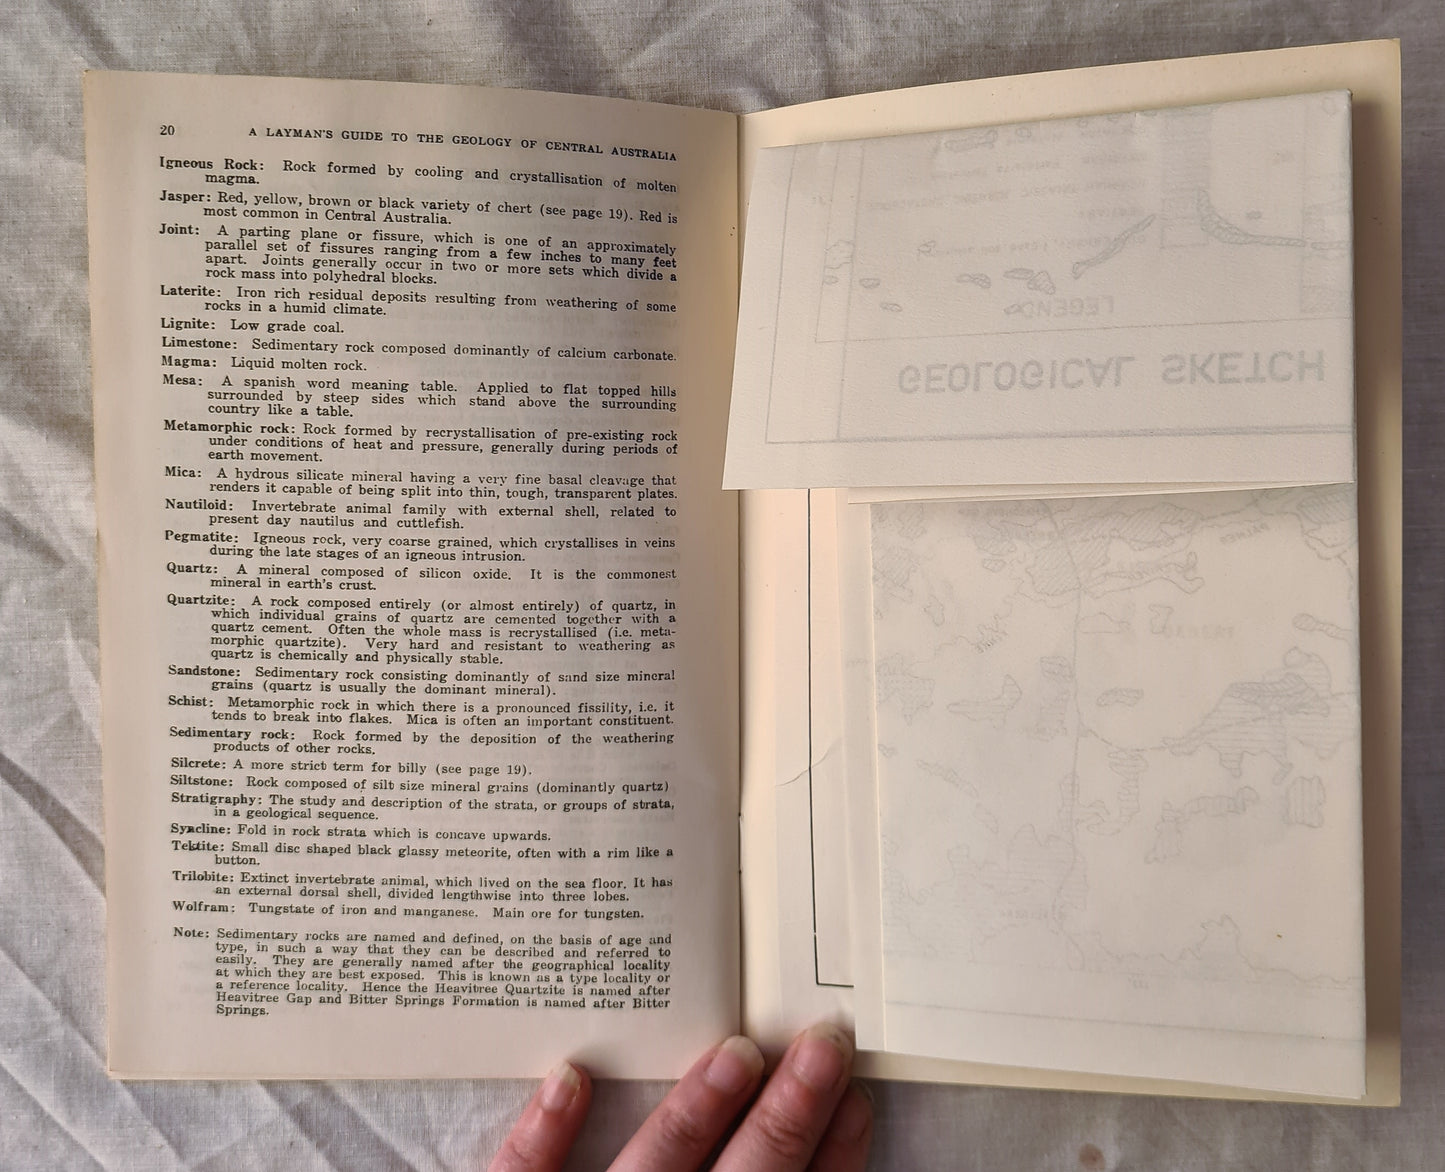 20 A LAYMAN'S GUIDE TO THE GEOLOGY OF CENTRAL AUSTRALIA
Igneous Rock: Rock formed by cooling and crystallisation of molten
magma.
Jasper: Red, yellow, brown or black variety of chert (see page 19). Red is
most common in Central Australia.
Joint: A parting plane or fissure, which is one of an approximately
parallel set of fissures ranging from a few inches to many feet
apart. Joints generally occur in two or more sets which divide a
rock mass into polyhedral blocks.
Laterite: Iron rich residual deposits resulting from weathering of some
rocks in a humid climate.
Lignite: Low grade coal.
Limestone: Sedimentary rock composed dominantly of calcium carbonate.
Magma: Liquid molten rock.
Mesa: A spanish word meaning table. Applied to flat topped hills
surrounded by steep sides which stand above the surrounding
country like a table.
Metamorphic rock: Rock formed by recrystallisation of pre-existing rock
under conditions of heat and pressure, generally during periods of
earth movement.
Mica: A hydrous silicate mineral having a very fine basal cleavage that
renders it capable of being split into thin, tough, transparent plates.
Nautiloid: Invertebrate animal family with external shell, related to
present day nautilus and cuttlefish.
Pegmatite: Igneous rock, very coarse grained, which crystallises in veins
during the late stages of an igneous intrusion.
Quartz: A mineral composed of silicon oxide. It is the commonest
mineral in earth's crust.
Quartzite: A rock composed entirely (or almost entirely) of quartz, in
which individual grains of quartz are cemented together with a
quartz cement. Often the whole mass is recrystallised (i.e. meta-
morphic quartzite). Very hard and resistant to weathering as
quartz is chemically and physically stable.
Sandstone: Sedimentary rock consisting dominantly of sand size mineral
grains (quartz is usually the dominant mineral).
Schist: Metamorphic rock in which there is a pronounced fissility, i.e. it
tends to break into flakes. Mica is often an important constituent.
Sedimentary rock: Rock formed by the deposition of the weathering
products of other rocks.
Silcrete: A more strict term for billy (see page 19).
Siltstone: Rock composed of silt size mineral grains (dominantly quartz)
Stratigraphy: The study and description of the strata, or groups of strata,
in a geological sequence.
Syncline: Fold in rock strata which is concave upwards.
Tektite: Small disc shaped black glassy meteorite, often with a rim like a
button.
Trilobite: Extinct invertebrate animal, which lived on the sea floor. It has
an external dorsal shell, divided lengthwise into three lobes.
Wolfram: Tungstate of iron and manganese. Main ore for tungsten.
Note: Sedimentary rocks are named and defined, on the basis of age and
type, in such a way that they can be described and referred to
easily. They are generally named after the geographical locality
at which they are best exposed. This is known as a type locality or
a reference locality. Hence the Heavitree Quartzite is named after
Heavitree Gap and Bitter Springs Formation is named after Bitter
Springs.
LEGEND
GEOLOGICAL SKETCH